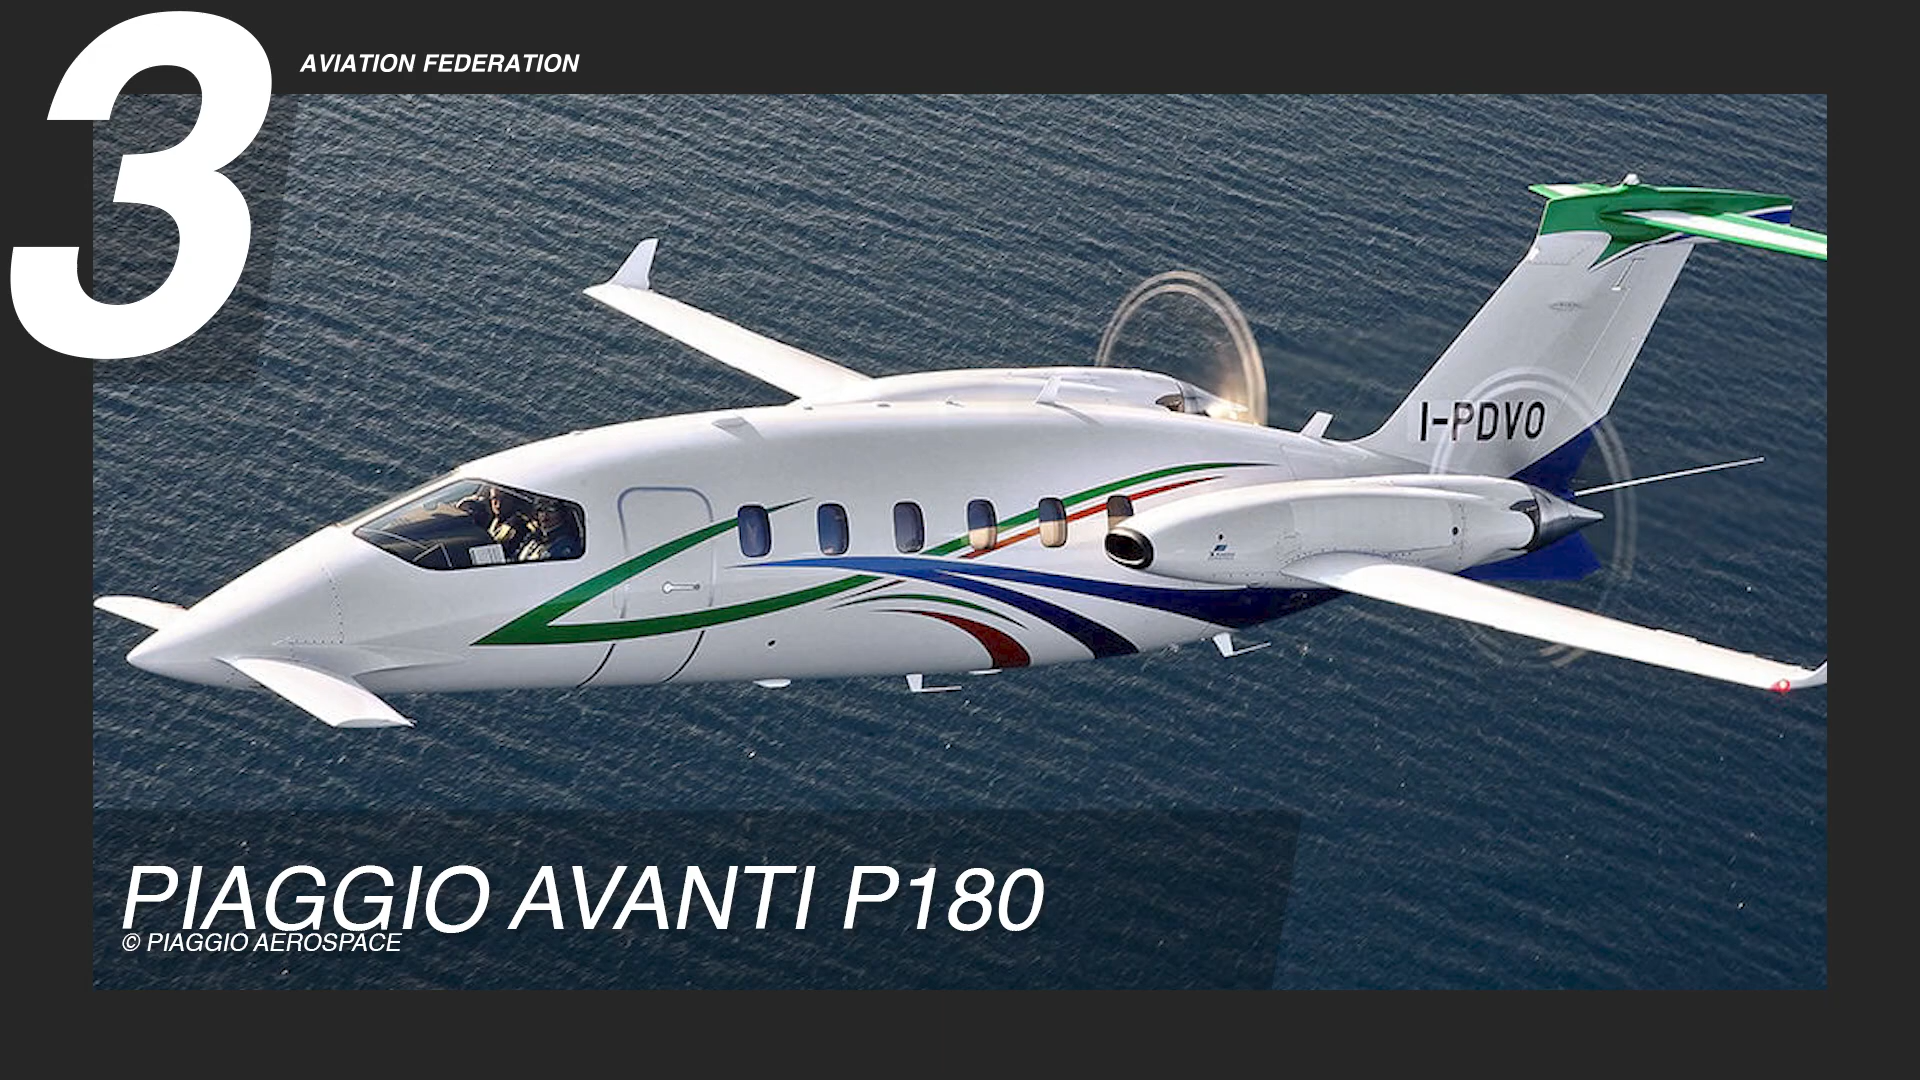 3
AVIATION FEDERATION
I-PDVO
PIAGGIO AVANTI P180
© PIAGGIO AEROSPACE